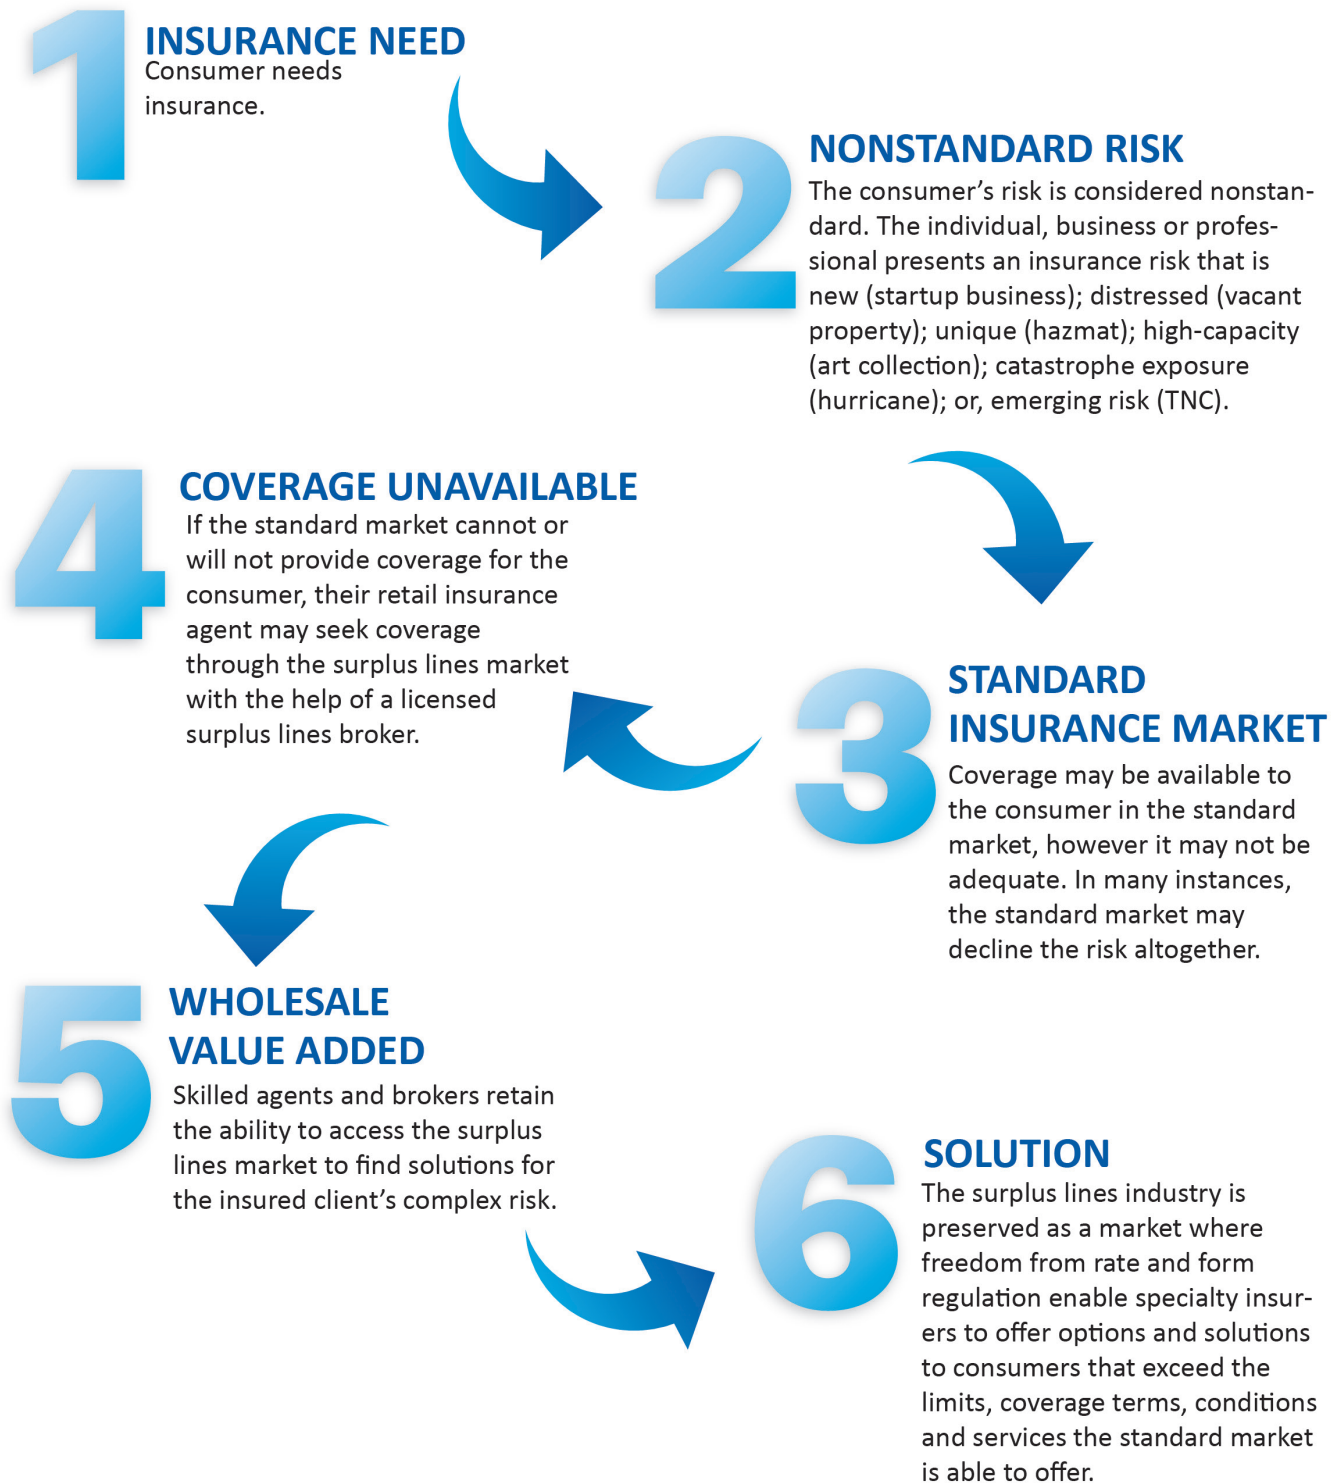 1
INSURANCE NEED
Consumer needs
insurance.
2
NONSTANDARD RISK
The consumer’s risk is considered nonstan-
dard. The individual, business or profes-
sional presents an insurance risk that is
new (startup business); distressed (vacant
property); unique (hazmat); high-capacity
(art collection); catastrophe exposure
(hurricane); or, emerging risk (TNC).
3
STANDARD
INSURANCE MARKET
Coverage may be available to
the consumer in the standard
market, however it may not be
adequate. In many instances,
the standard market may
decline the risk altogether.
4
COVERAGE UNAVAILABLE
If the standard market cannot or
will not provide coverage for the
consumer, their retail insurance
agent may seek coverage
through the surplus lines market
with the help of a licensed
surplus lines broker.
5
WHOLESALE
VALUE ADDED
Skilled agents and brokers retain
the ability to access the surplus
lines market to find solutions for
the insured client’s complex risk.
6
SOLUTION
The surplus lines industry is
preserved as a market where
freedom from rate and form
regulation enable specialty insur-
ers to offer options and solutions
to consumers that exceed the
limits, coverage terms, conditions
and services the standard market
is able to offer.